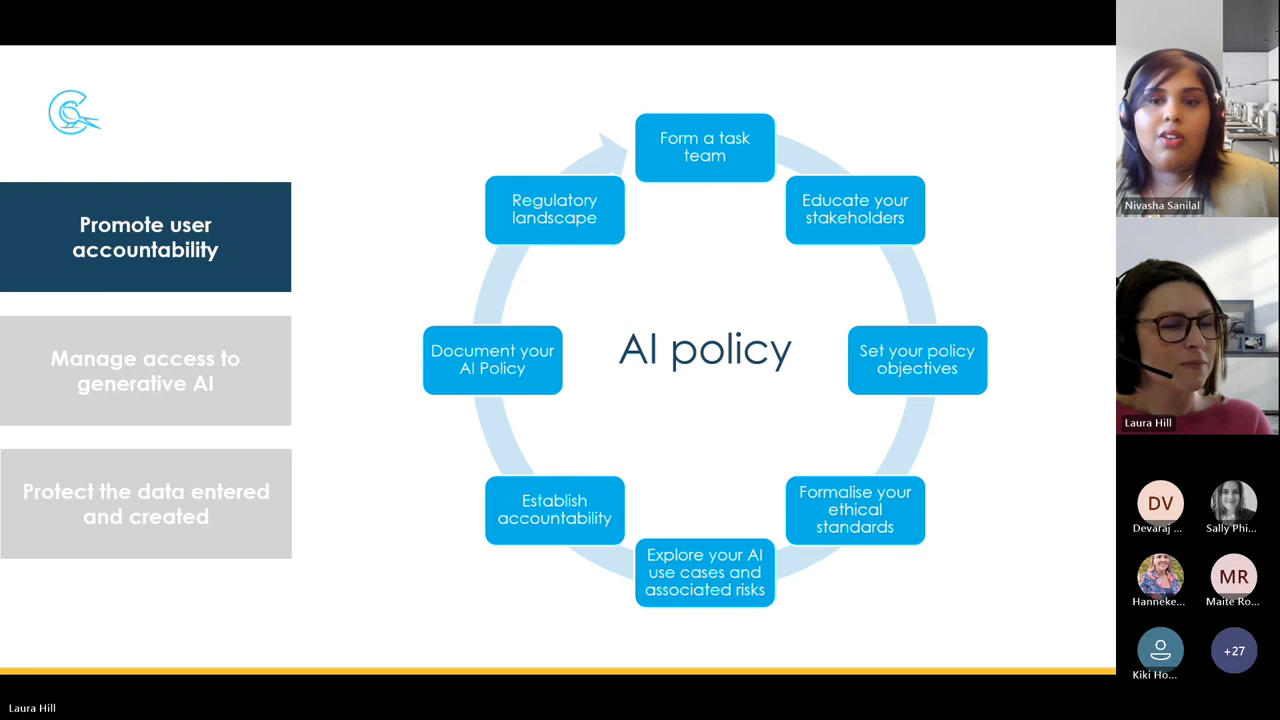 Promote user
accountability
Manage access to
generative AI
Protect the data entered
and created
Form a task
team
Educate your
stakeholders
Set your policy
objectives
Formalise your
ethical
standards
Explore your AI
use cases and
associated risks
Establish
accountability
Document your
AI Policy
Regulatory
landscape
AI policy
Nivasha Sanilal
Laura Hill
DV
Devaraj ...
Sally Phi...
Hanneke...
MR
Maite Ro...
Kiki Ho...
+27
Laura Hill